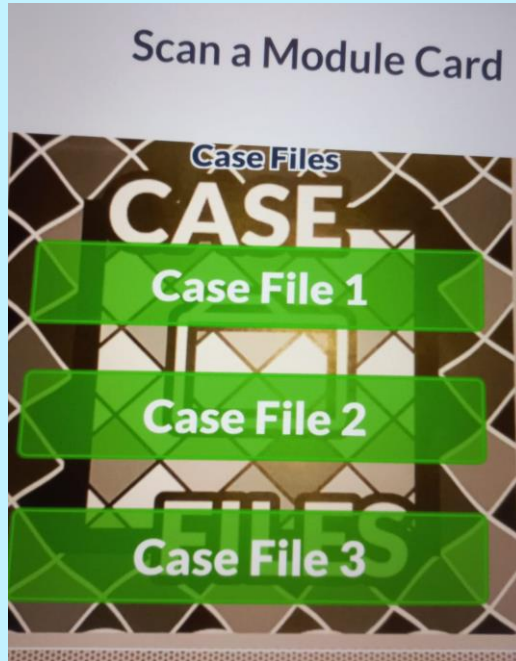 Scan a Module Card
Case Files
CASE
Case File 1
Case File 2
FILES
Case File 3